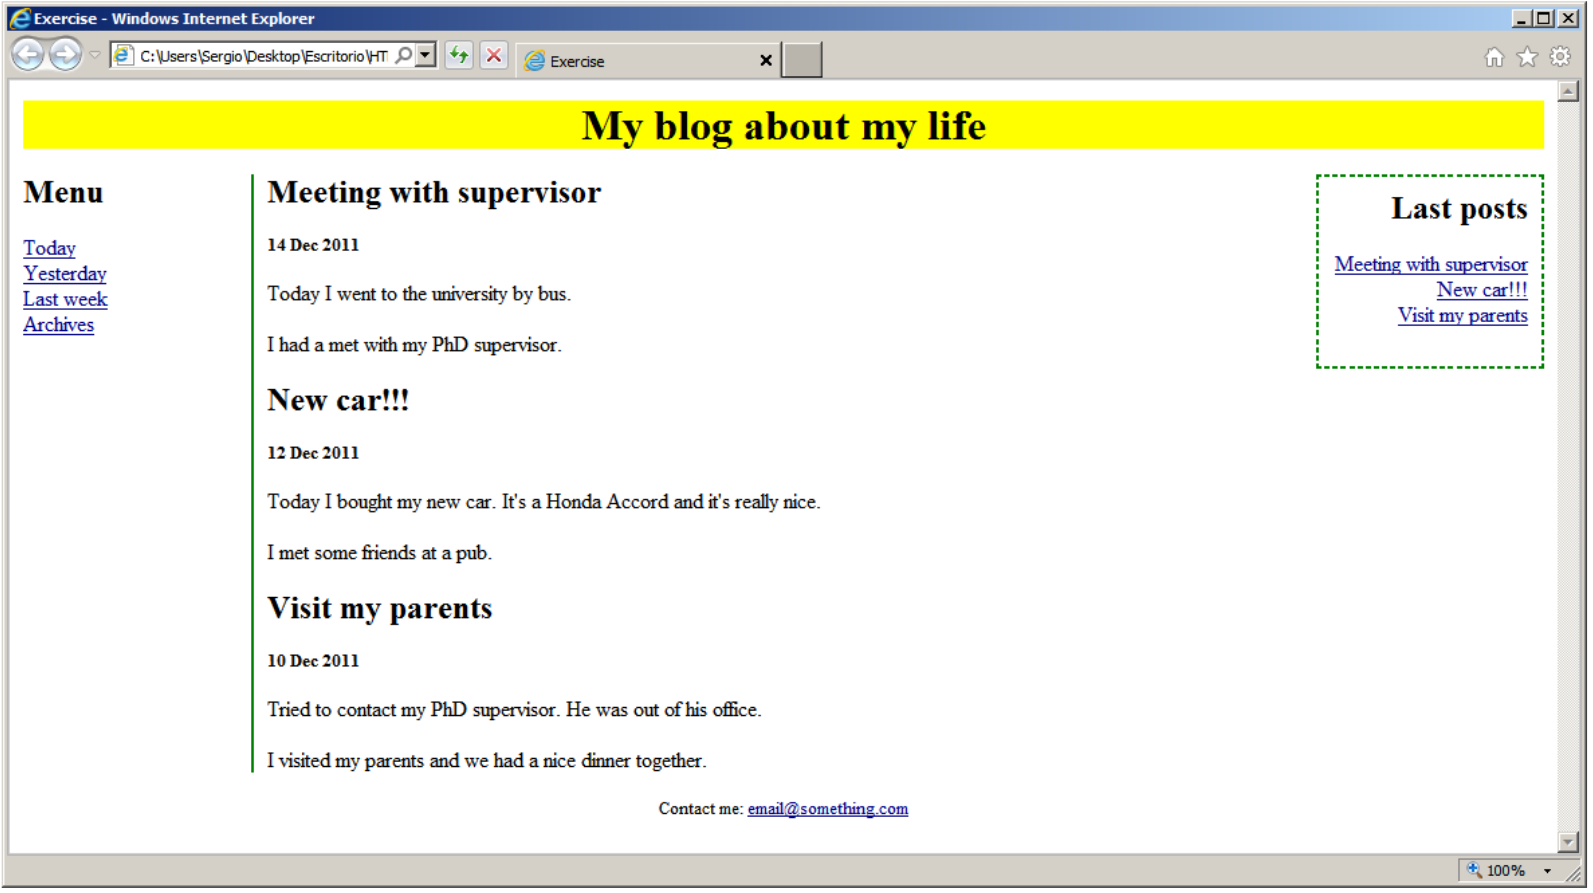 Exercise - Windows Internet Explorer
C:\Users\Sergio\Desktop\Escritorio\HT
Exercise
My blog about my life
Menu
Today
Yesterday
Last week
Archives
Meeting with supervisor
14 Dec 2011
Today I went to the university by bus.
I had a met with my PhD supervisor.
New car!!!
12 Dec 2011
Today I bought my new car. It's a Honda Accord and it's really nice.
I met some friends at a pub.
Visit my parents
10 Dec 2011
Tried to contact my PhD supervisor. He was out of his office.
I visited my parents and we had a nice dinner together.
Last posts
Meeting with supervisor
New car!!!
Visit my parents
Contact me: email@something.com
100%